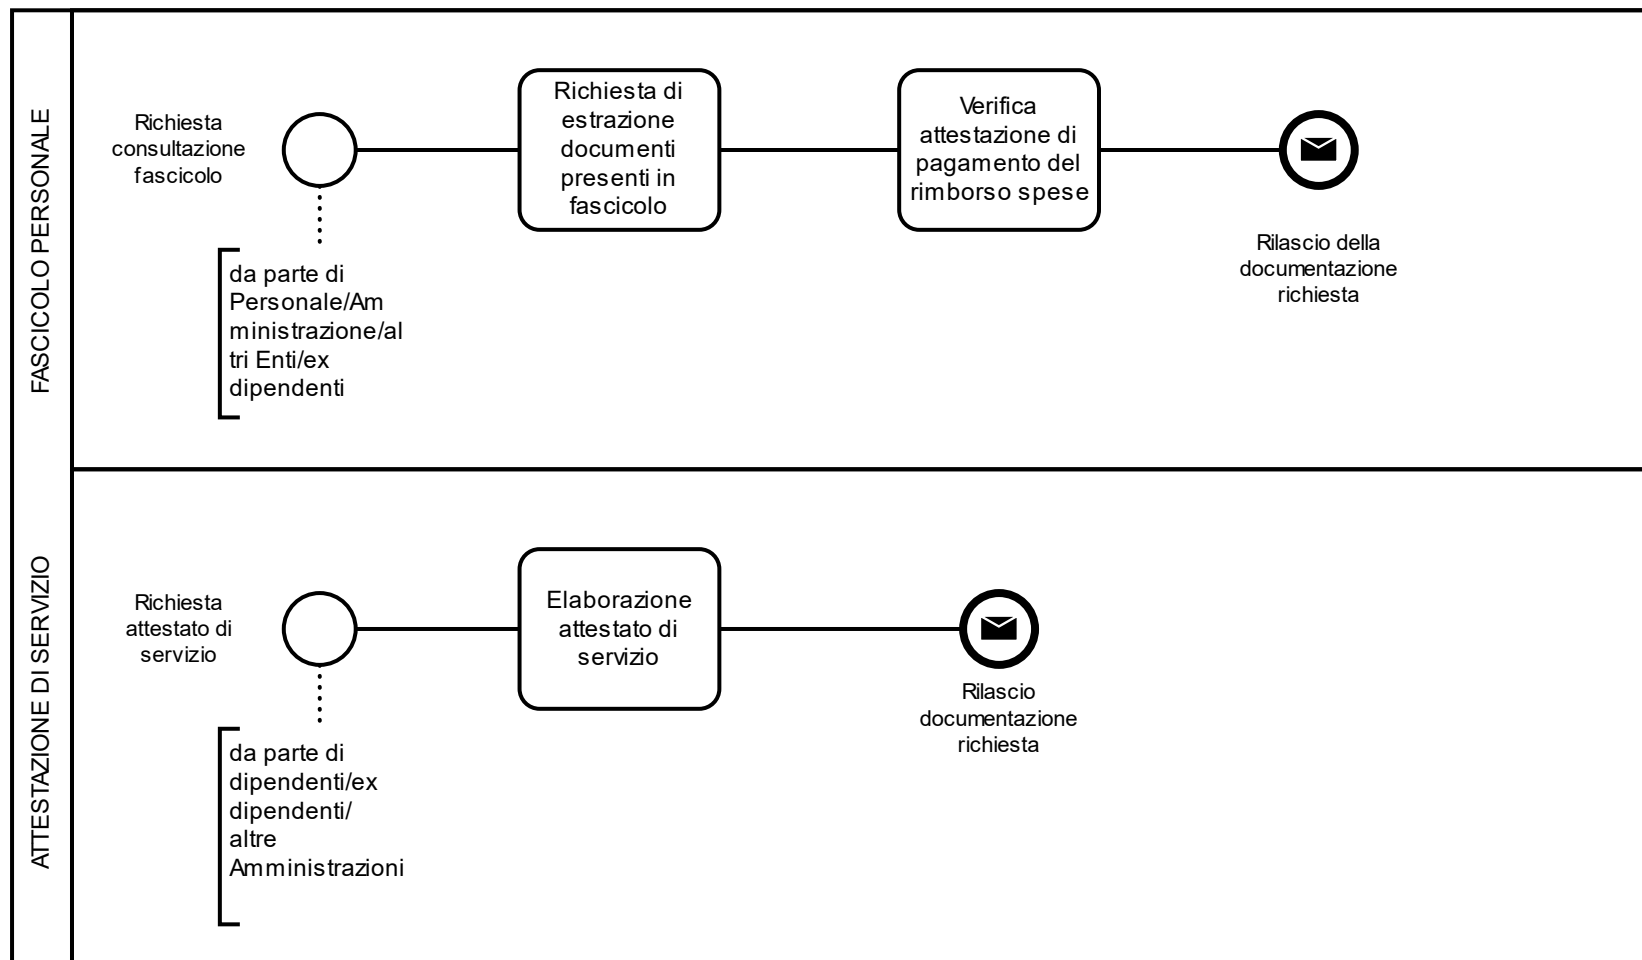 FASCICOLO PERSONALE
Richiesta
consultazione
fascicolo
da parte di
Personale/Am
ministrazione/al
tri Enti/ex
dipendenti
Richiesta di
estrazione
documenti
presenti in
fascicolo
Verifica
attestazione di
pagamento del
rimborso spese
Rilascio della
documentazione
richiesta
ATTESTAZIONE DI SERVIZIO
Richiesta
attestato di
servizio
da parte di
dipendenti/ex
dipendenti/
altre
Amministrazioni
Elaborazione
attestato di
servizio
Rilascio
documentazione
richiesta